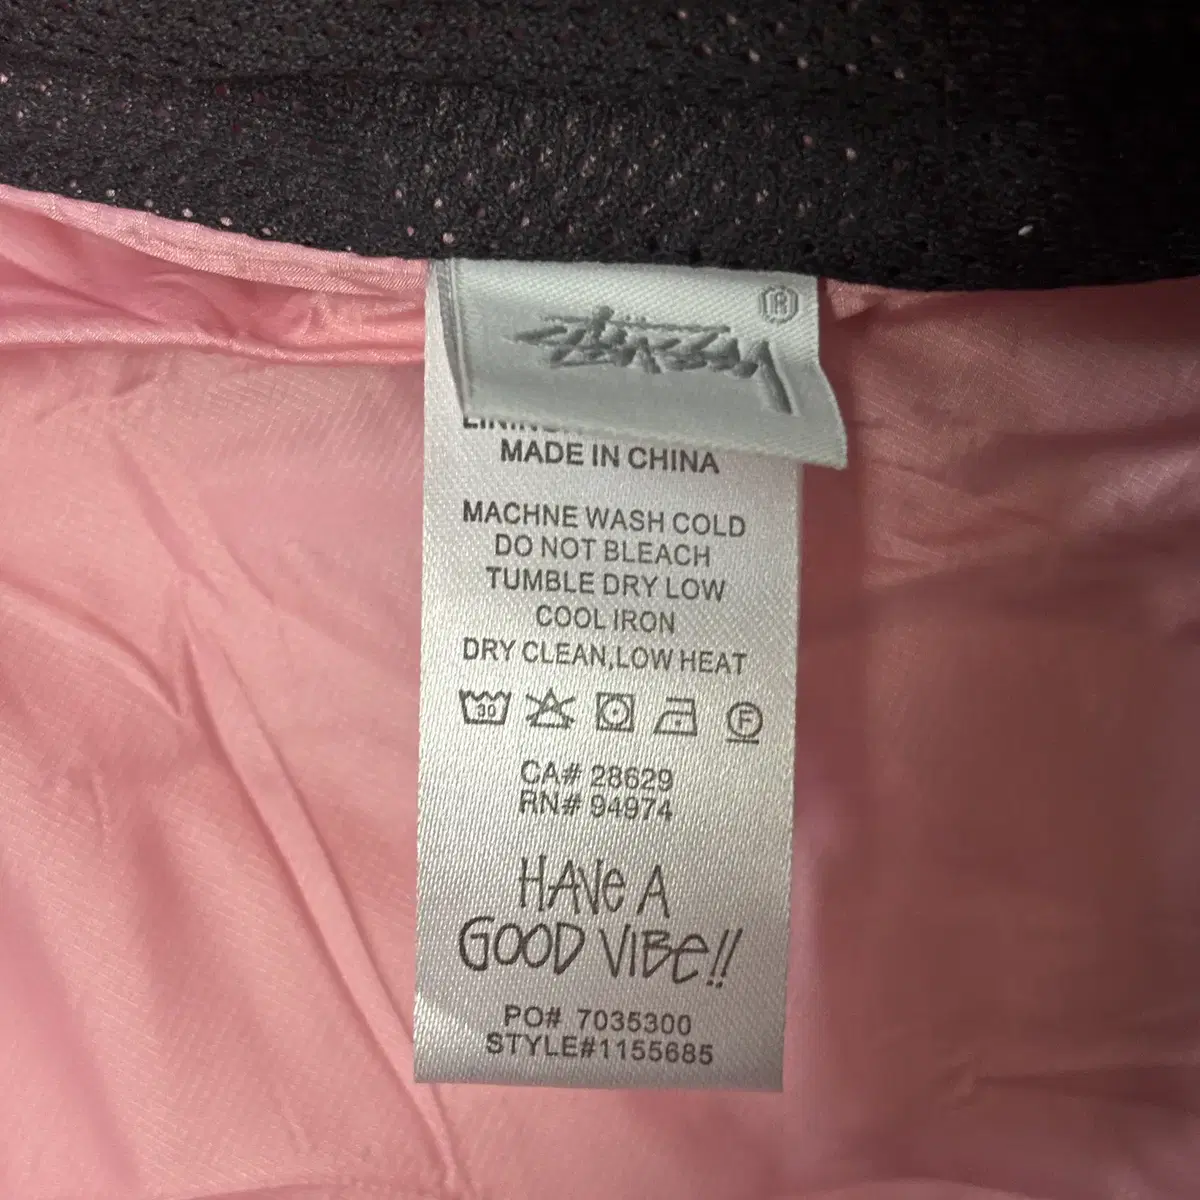 Stüssy ®
MADE IN CHINA
MACHNE WASH COLD
DO NOT BLEACH
TUMBLE DRY LOW
COOL IRON
DRY CLEAN,LOW HEAT
30
F
CA# 28629
RN# 94974
HAVE A
GOOD VIBE!!
PO# 7035300
STYLE#1155685